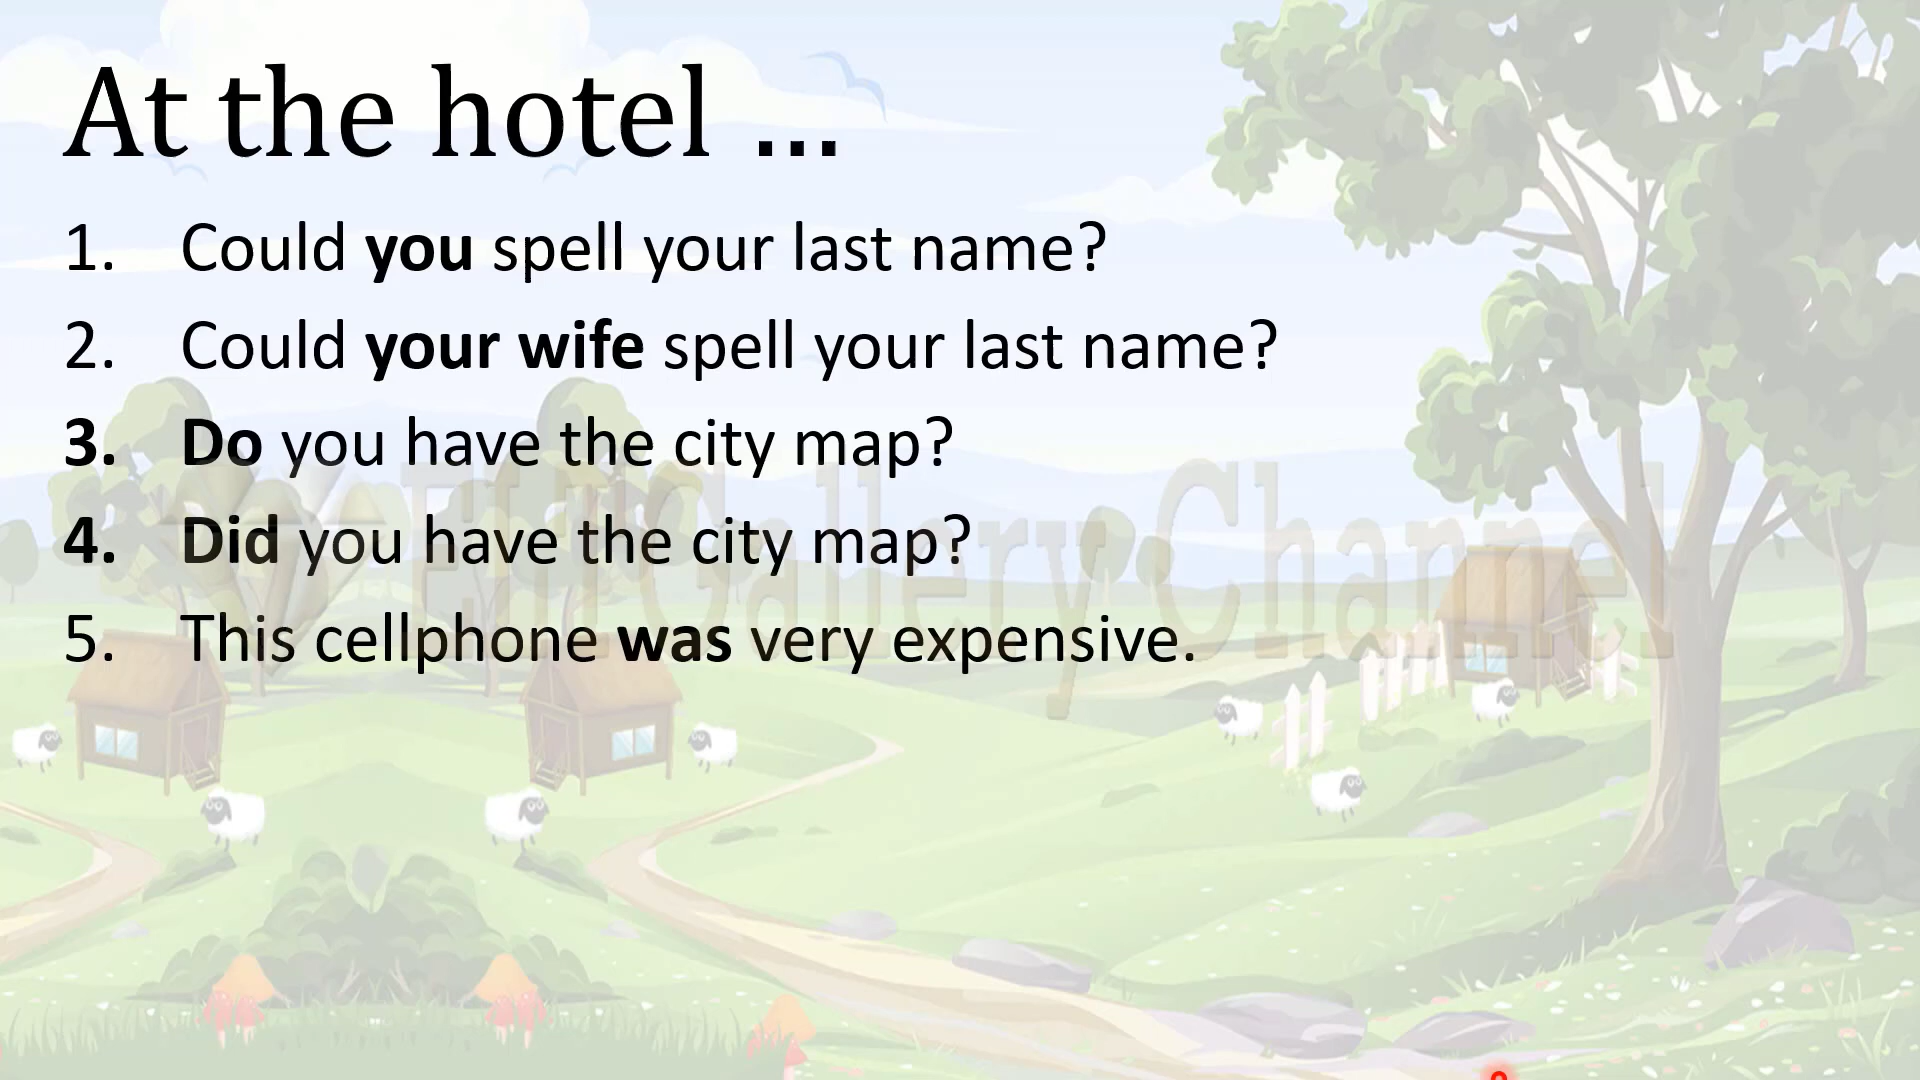 At the hotel ...
1. Could you spell your last name?
2. Could your wife spell your last name?
3. Do you have the city map?
4. Did you have the city map?
5. This cellphone was very expensive.
ELTGallery Channel